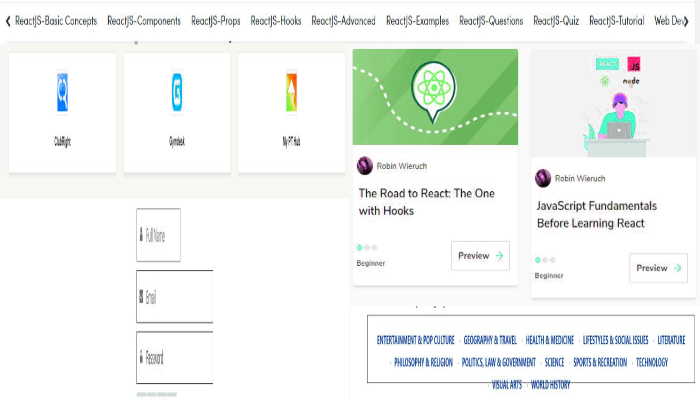 ReactJS-Basic Concepts ReactJS-Components ReactJS-Props ReactJS-Hooks ReactJS-Advanced ReactJS-Examples ReactJS-Questions ReactJS-Quiz ReactJS-Tutorial Web Dev
ClubRight Gymdesk My PT Hub
Full Name
Email
Password
Robin Wieruch
The Road to React: The One
with Hooks
Beginner
Preview
REACT JS
node
Robin Wieruch
JavaScript Fundamentals
Before Learning React
Beginner
Preview
ENTERTAINMENT & POP CULTURE · GEOGRAPHY & TRAVEL · HEALTH & MEDICINE · LIFESTYLES & SOCIAL ISSUES · LITERATURE
· PHILOSOPHY & RELIGION · POLITICS, LAW & GOVERNMENT · SCIENCE · SPORTS & RECREATION · TECHNOLOGY
· VISUAL ARTS · WORLD HISTORY